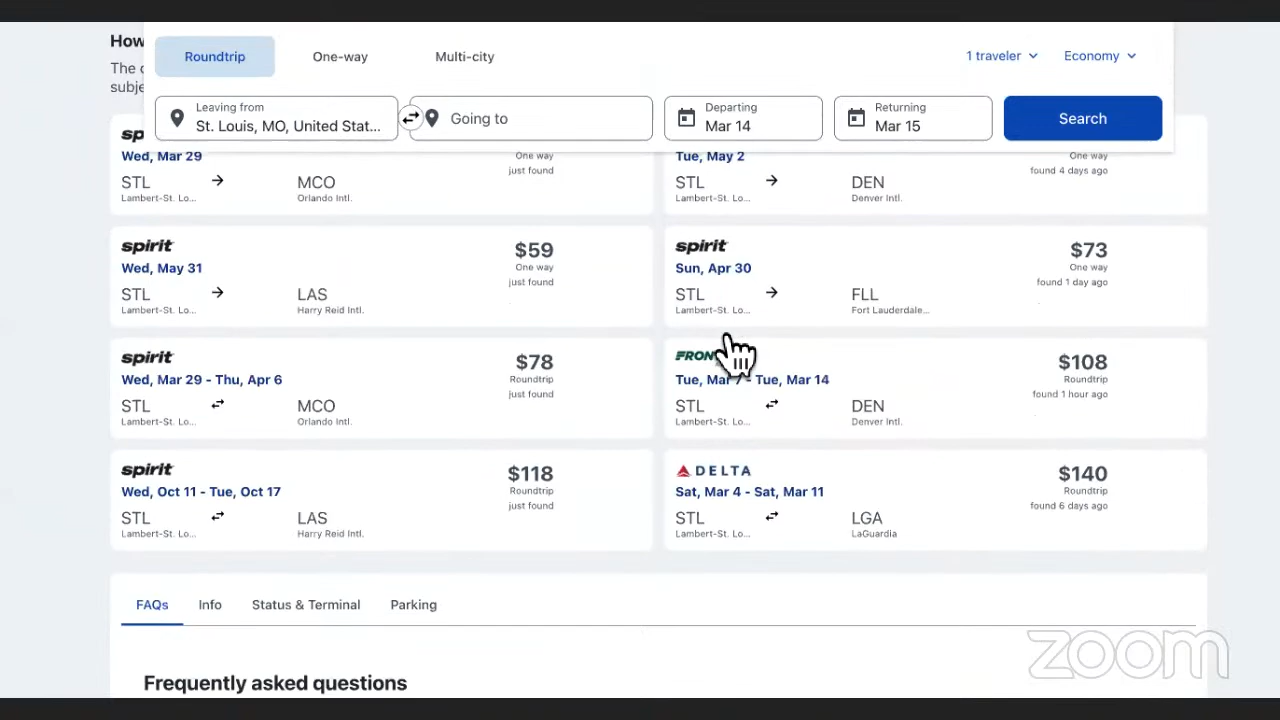 How
The c
subje
Roundtrip
One-way
Multi-city
1 traveler
Economy
Leaving from
St. Louis, MO, United Stat...
Going to
Departing
Mar 14
Returning
Mar 15
Search
sp
Wed, Mar 29
One way
just found
STL
MCO
Lambert-St. Lo...
Orlando Intl.
Tue, May 2
One way
found 4 days ago
STL
DEN
Lambert-St. Lo...
Denver Intl.
spirit
$59
Wed, May 31
One way
just found
STL
LAS
Lambert-St. Lo...
Harry Reid Intl.
spirit
$73
Sun, Apr 30
One way
found 1 day ago
STL
FLL
Lambert-St. Lo...
Fort Lauderdale...
spirit
$78
Wed, Mar 29 - Thu, Apr 6
Roundtrip
just found
STL
MCO
Lambert-St. Lo...
Orlando Intl.
FRON
$108
Tue, Mar 7 - Tue, Mar 14
Roundtrip
found 1 hour ago
STL
DEN
Lambert-St. Lo...
Denver Intl.
spirit
$118
Wed, Oct 11 - Tue, Oct 17
Roundtrip
just found
STL
LAS
Lambert-St. Lo...
Harry Reid Intl.
DELTA
$140
Sat, Mar 4 - Sat, Mar 11
Roundtrip
found 6 days ago
STL
LGA
Lambert-St. Lo...
LaGuardia
FAQs
Info
Status & Terminal
Parking
Frequently asked questions
zoom